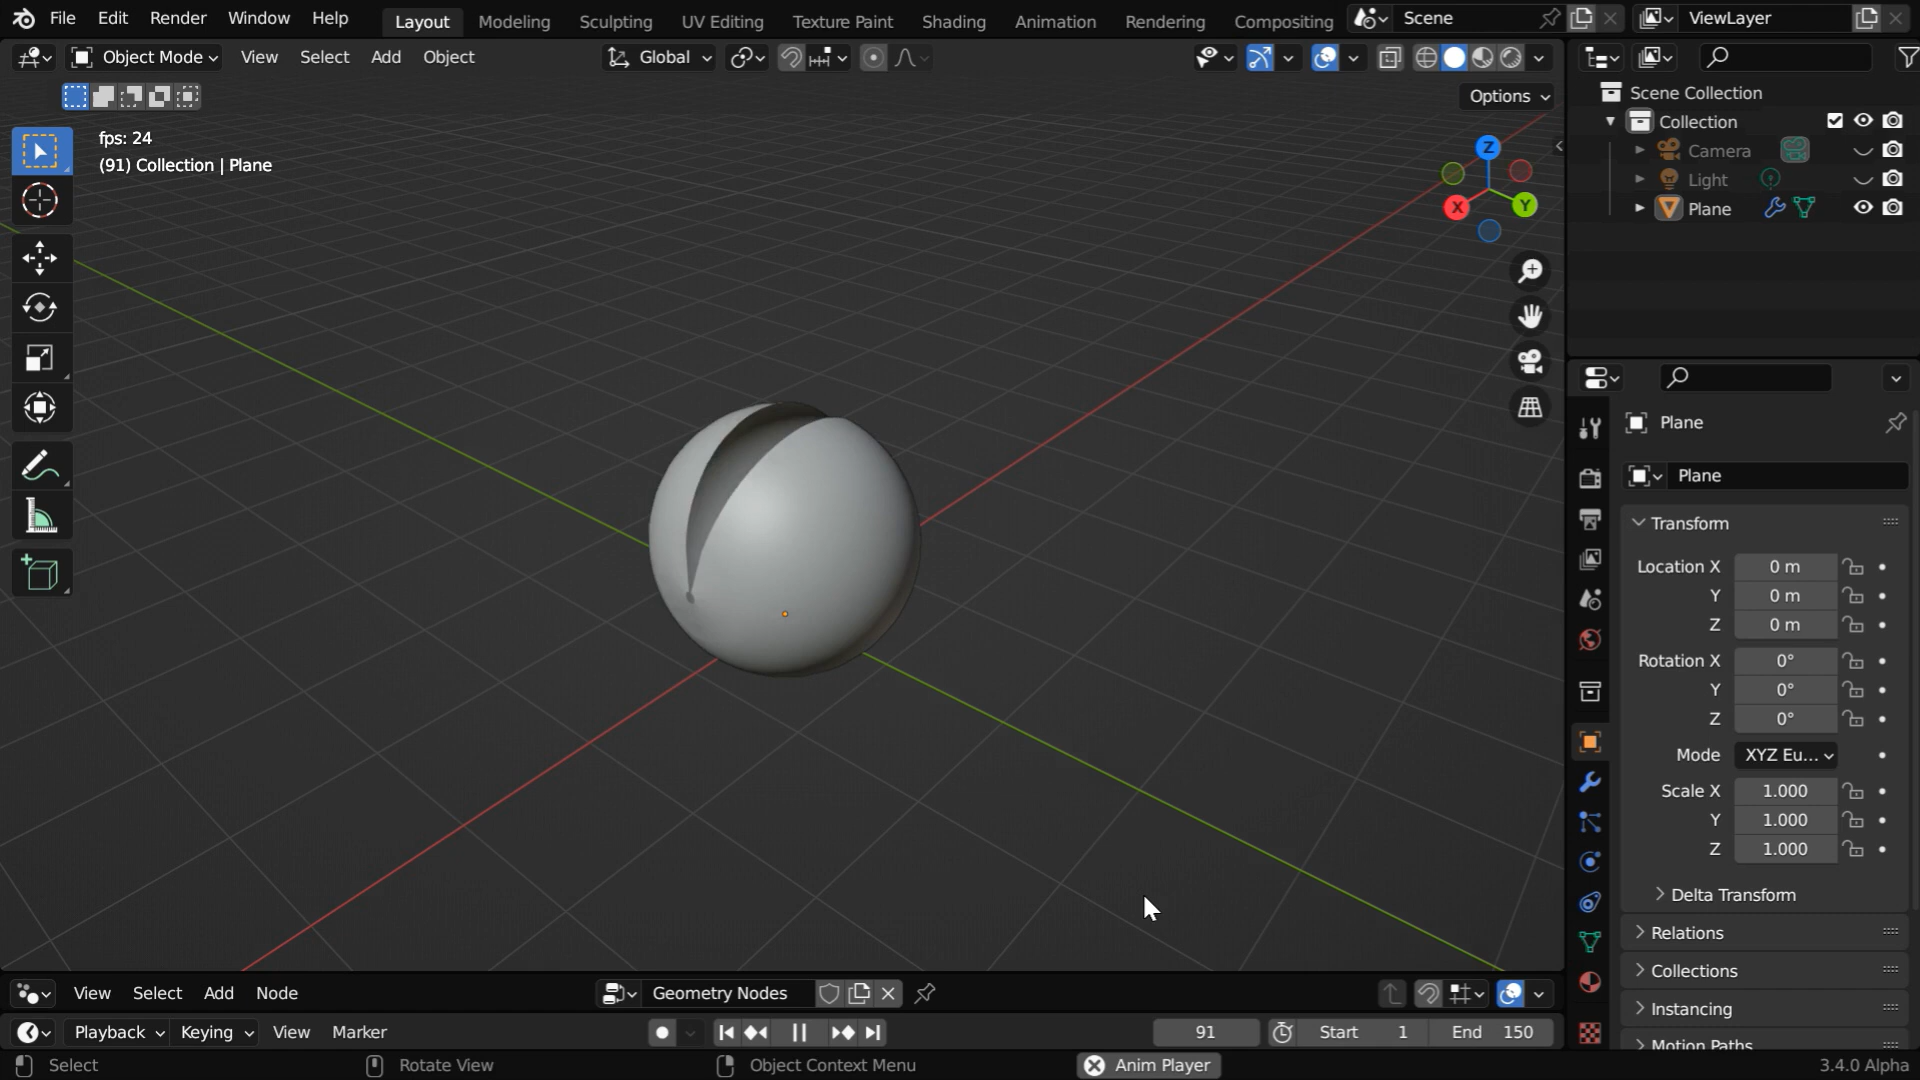 File Edit Render Window Help Layout Modeling Sculpting UV Editing Texture Paint Shading Animation Rendering Compositing Scene ViewLayer
Object Mode View Select Add Object Global
Options
fps: 24
(91) Collection | Plane
Z
X
Y
Scene Collection
Collection
Camera
Light
Plane
Plane
Plane
Transform
Location X 0 m
Y 0 m
Z 0 m
Rotation X 0°
Y 0°
Z 0°
Mode XYZ Eu...
Scale X 1.000
Y 1.000
Z 1.000
Delta Transform
Relations
Collections
Instancing
Motion Paths
View Select Add Node Geometry Nodes
Playback Keying View Marker 91 Start 1 End 150
Select Rotate View Object Context Menu Anim Player 3.4.0 Alpha